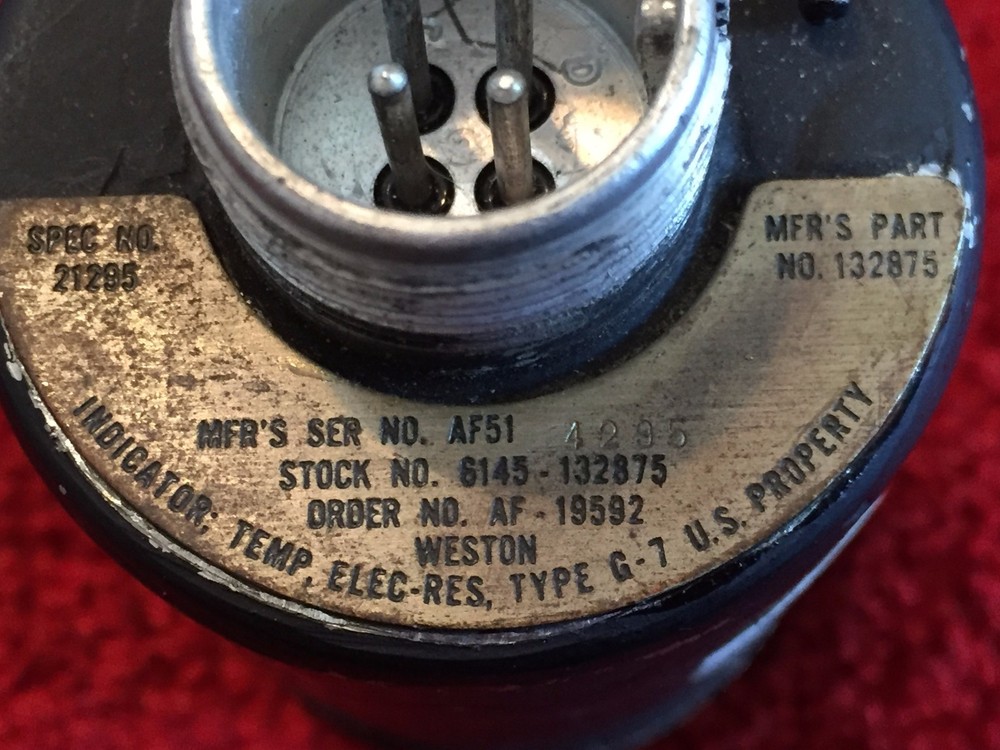 SPEC NO.
21295
MFR'S PART
NO. 132875
MFR'S SER NO. AF51 4295
STOCK NO. 6145-132875
ORDER NO. AF-19592
WESTON
INDICATOR; TEMP, ELEC-RES, TYPE G-7 U.S. PROPERTY
D